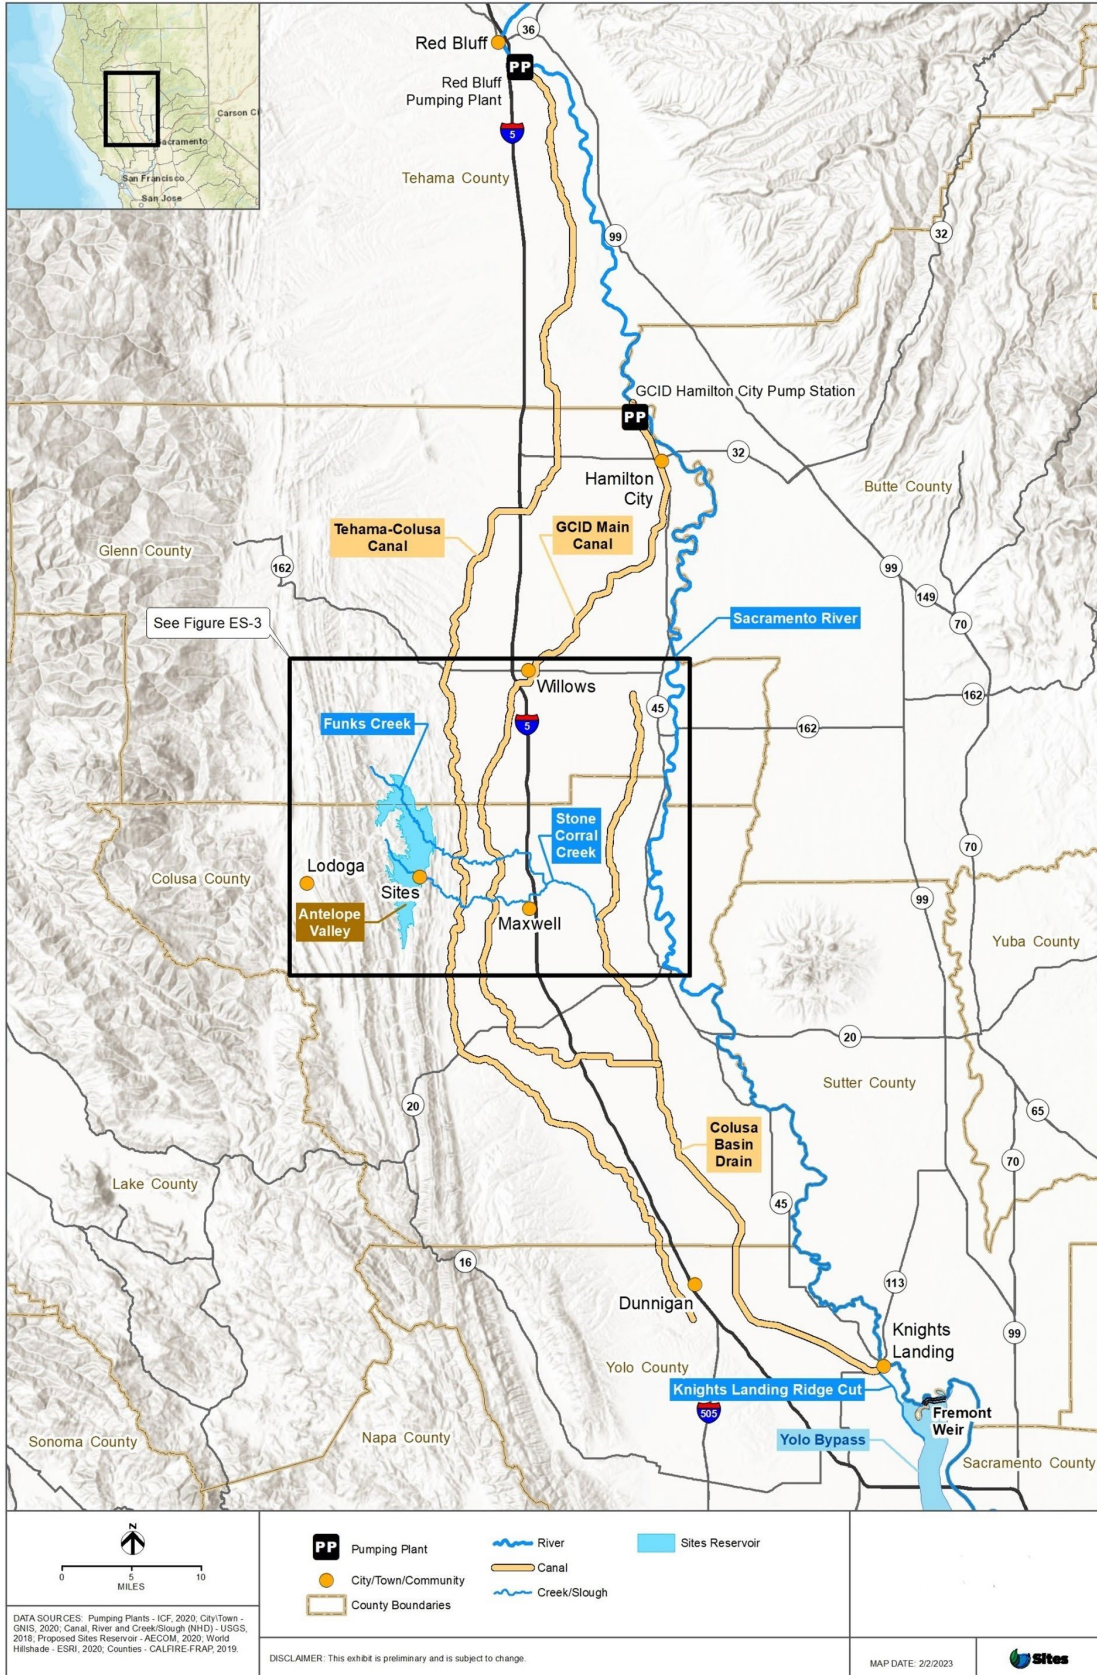 36
Red Bluff
PP
Red Bluff
Pumping Plant
5
Carson Ci
Sacramento
San Francisco
San Jose
Tehama County
99
32
GCID Hamilton City Pump Station
PP
32
Hamilton
City
Butte County
Tehama-Colusa
Canal
GCID Main
Canal
Glenn County
162
99
149
70
See Figure ES-3
Sacramento River
Willows
162
45
Funks Creek
5
162
Stone
Corral
Creek
70
Lodoga
Colusa County
Sites
99
Antelope
Valley
Maxwell
Yuba County
20
Sutter County
20
65
Colusa
Basin
Drain
70
Lake County
45
16
113
Dunnigan
Knights
Landing
99
Yolo County
Knights Landing Ridge Cut
505
Fremont
Weir
Sonoma County
Napa County
Yolo Bypass
Sacramento County
N
0 5 10
MILES
PP Pumping Plant
City/Town/Community
County Boundaries
River
Canal
Creek/Slough
Sites Reservoir
DATA SOURCES: Pumping Plants - ICF, 2020; City\Town -
GNIS, 2020; Canal, River and Creek/Slough (NHD) - USGS,
2018; Proposed Sites Reservoir - AECOM, 2020; World
Hillshade - ESRI, 2020; Counties - CALFIRE-FRAP, 2019.
DISCLAIMER: This exhibit is preliminary and is subject to change.
MAP DATE: 2/2/2023
Sites